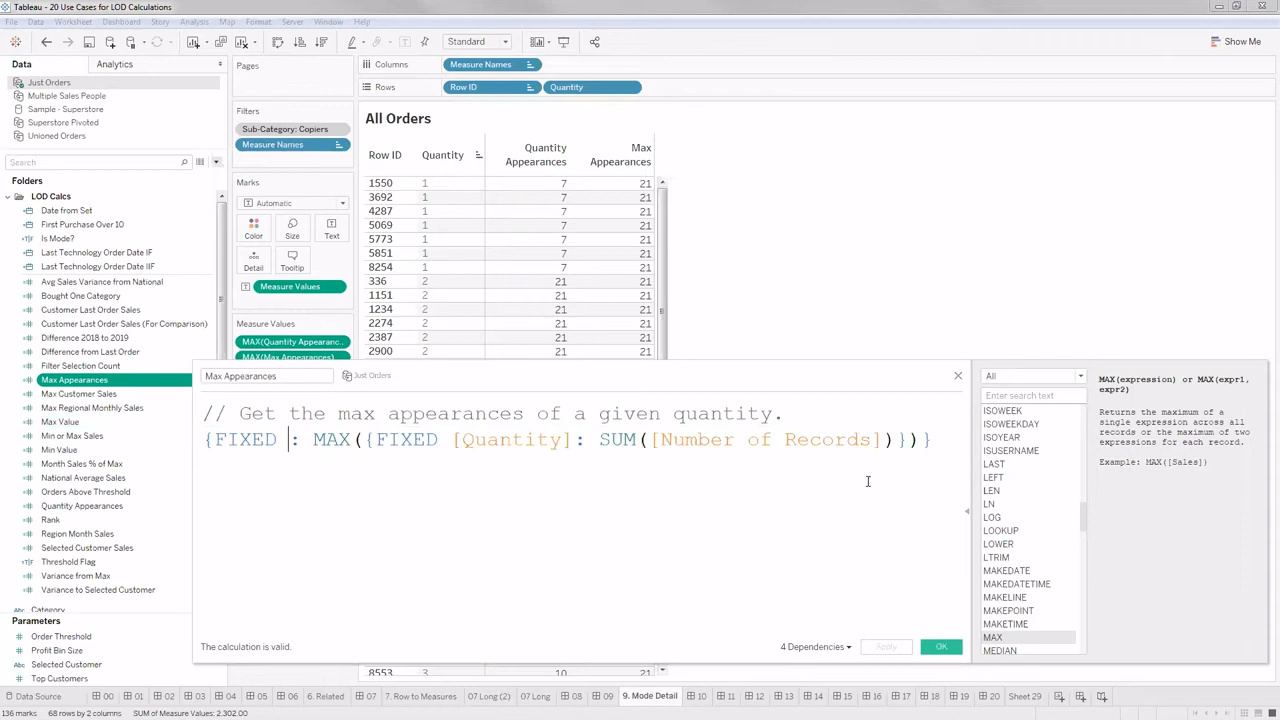 Tableau - 20 Use Cases for LOD Calculations
File Data Worksheet Dashboard Story Analysis Map Format Server Window Help
Standard
Show Me
Data Analytics
Just Orders
Multiple Sales People
Sample - Superstore
Superstore Pivoted
Unioned Orders
Search
Folders
LOD Calcs
Date from Set
First Purchase Over 10
Is Mode?
Last Technology Order Date IF
Last Technology Order Date IIF
Avg Sales Variance from National
Bought One Category
Customer Last Order Sales
Customer Last Order Sales (For Comparison)
Difference 2018 to 2019
Difference from Last Order
Filter Selection Count
Max Appearances
Max Customer Sales
Max Regional Monthly Sales
Max Value
Min or Max Sales
Min Value
Month Sales % of Max
National Average Sales
Orders Above Threshold
Quantity Appearances
Rank
Region Month Sales
Selected Customer Sales
Threshold Flag
Variance from Max
Variance to Selected Customer
Abc Category
Parameters
Order Threshold
Profit Bin Size
Abc Selected Customer
Top Customers
Pages
Filters
Sub-Category: Copiers
Measure Names
Marks
Automatic
Color Size Text
Detail Tooltip
Measure Values
Measure Values
MAX(Quantity Appearanc..
MAX(Max Appearances)
Columns Measure Names
Rows Row ID Quantity
All Orders
Row ID Quantity Quantity Appearances Max Appearances
1550 1 7 21
3692 1 7 21
4287 1 7 21
5069 1 7 21
5773 1 7 21
5851 1 7 21
8254 1 7 21
336 2 21 21
1151 2 21 21
1234 2 21 21
2274 2 21 21
2387 2 21 21
2900 2 21 21
8553 3 10 21
Max Appearances Just Orders
// Get the max appearances of a given quantity.
{FIXED : MAX({FIXED [Quantity]: SUM([Number of Records])})}
The calculation is valid.
4 Dependencies Apply OK
All
Enter search text
ISOWEEK
ISOWEEKDAY
ISOYEAR
ISUSERNAME
LAST
LEFT
LEN
LN
LOG
LOOKUP
LOWER
LTRIM
MAKEDATE
MAKEDATETIME
MAKELINE
MAKEPOINT
MAKETIME
MAX
MEDIAN
MAX(expression) or MAX(expr1,
expr2)
Returns the maximum of a
single expression across all
records or the maximum of two
expressions for each record.
Example: MAX([Sales])
Data Source 00 01 02 03 04 05 06 6. Related 07 7. Row to Measures 07 Long (2) 07 Long 08 09 9. Mode Detail 10 11 12 13 14 15 16 17 18 19 20 Sheet 29
136 marks 68 rows by 2 columns SUM of Measure Values: 2.302.00